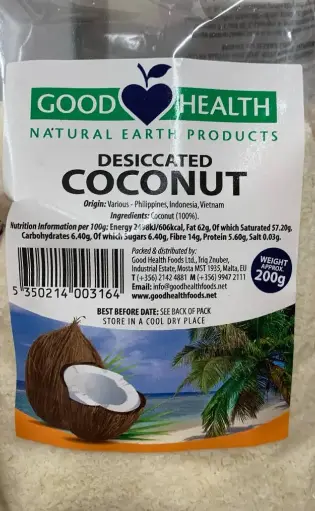 GOOD HEALTH
NATURAL EARTH PRODUCTS
DESICCATED
COCONUT
Origin: Various - Philippines, Indonesia, Vietnam
Ingredients: Coconut (100%).
Nutrition Information per 100g: Energy kJ/606kcal, Fat 62g, Of which Saturated 57.20g,
Carbohydrates 6.40g, Of which Sugars 6.40g, Fibre 14g, Protein 5.60g, Salt 0.03g.
Packed & distributed by:
Good Health Foods Ltd., Triq Znuber,
Industrial Estate, Mosta MST 1935, Malta, EU
T (+356) 2142 4881 M (+356) 9947 2111
Email: info@goodhealthfoods.net
www.goodhealthfoods.net
WEIGHT
APPROX.
200g
5 350214 003164
BEST BEFORE DATE: SEE BACK OF PACK
STORE IN A COOL DRY PLACE